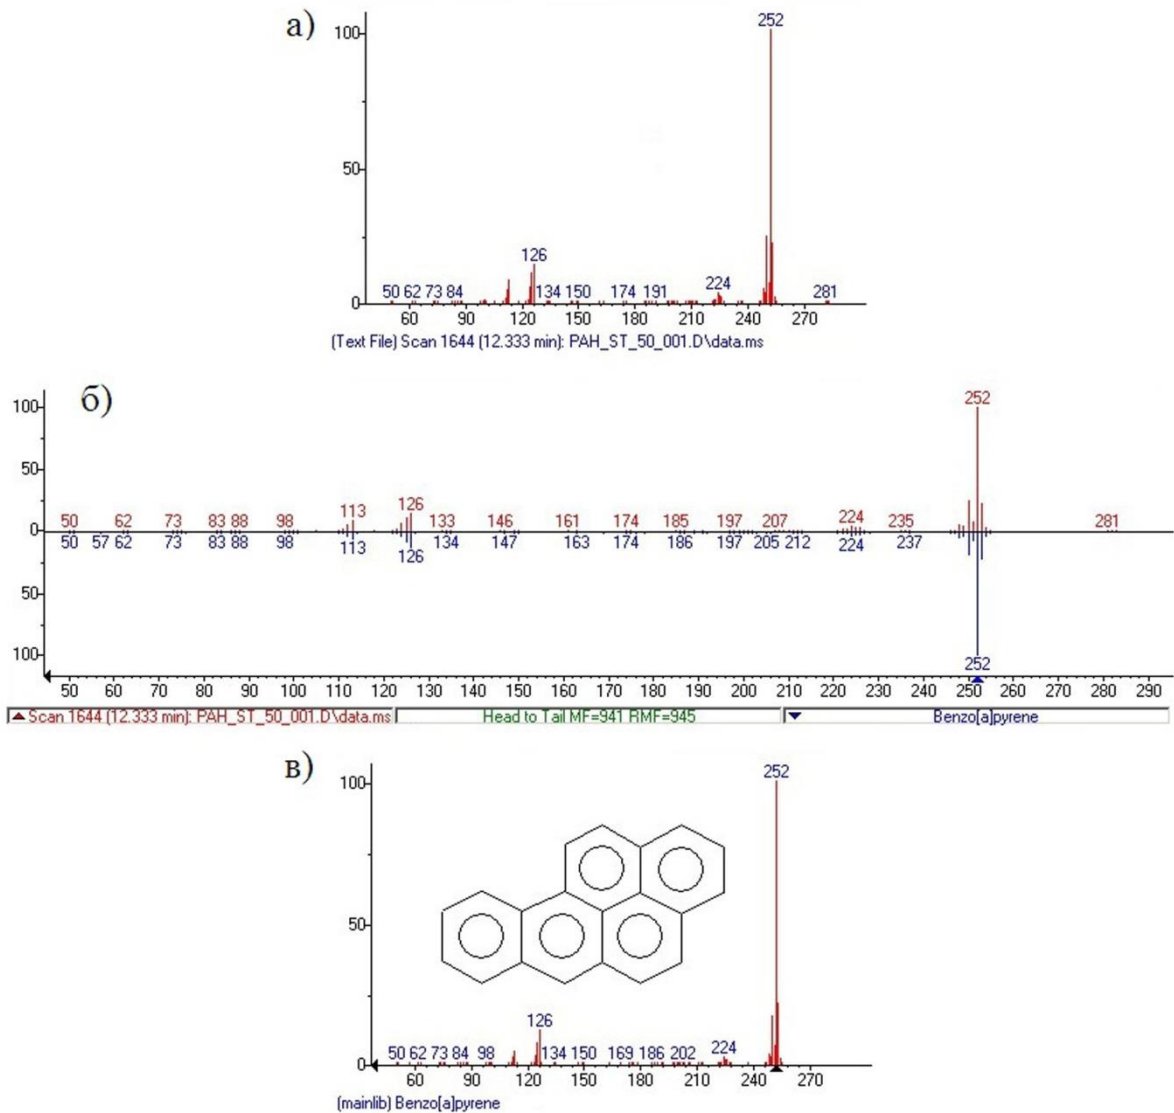 а)
252
100
50
126
224
50 62 73 84 134 150 174 191 281
0
60 90 120 150 180 210 240 270
(Text File) Scan 1644 (12.333 min): PAH_ST_50_001.D\data.ms
б)
100
252
50
113 126
50 62 73 83 88 98 133 146 161 174 185 197 207 224 235 281
0
50 57 62 73 83 88 98 113 126 134 147 163 174 186 197 205 212 224 237
50
100
252
50 60 70 80 90 100 110 120 130 140 150 160 170 180 190 200 210 220 230 240 250 260 270 280 290
Scan 1644 (12.333 min): PAH_ST_50_001.D\data.ms Head to Tail MF=941 RMF=945 Benzo[a]pyrene
в)
252
100
50
126
50 62 73 84 98 134 150 169 186 202 224
0
60 90 120 150 180 210 240 270
(mainlib) Benzo[a]pyrene